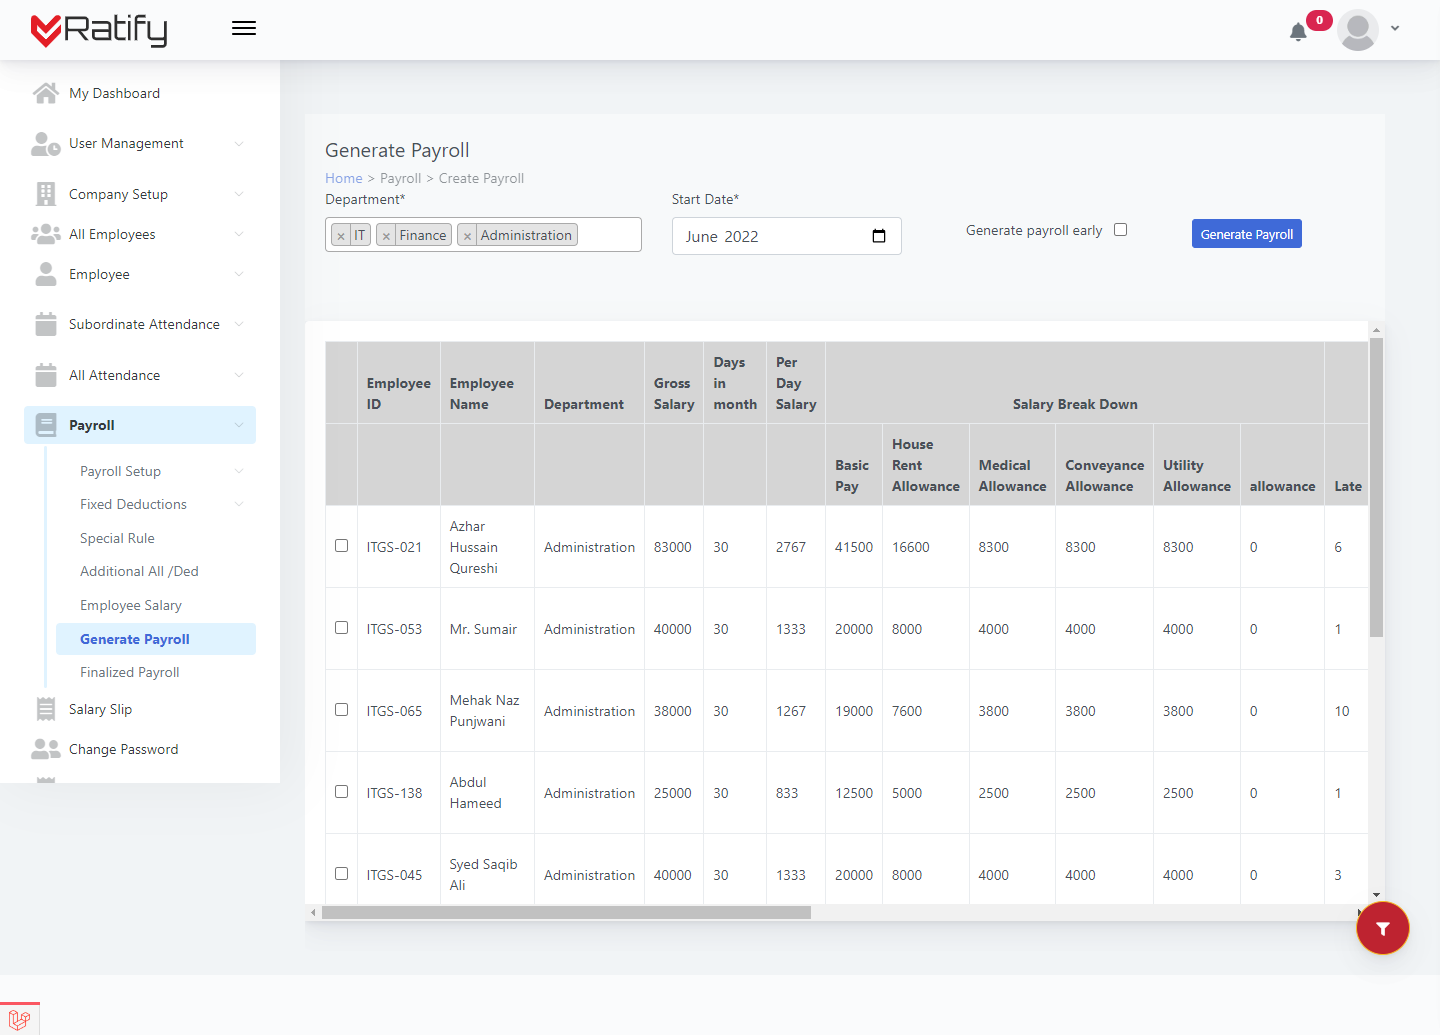 Ratify
0
My Dashboard
User Management
Company Setup
All Employees
Employee
Subordinate Attendance
All Attendance
Payroll
Payroll Setup
Fixed Deductions
Special Rule
Additional All /Ded
Employee Salary
Generate Payroll
Finalized Payroll
Salary Slip
Change Password
Generate Payroll
Home > Payroll > Create Payroll
Department*
Start Date*
× IT × Finance × Administration
June 2022
Generate payroll early
Generate Payroll
Employee ID Employee Name Department Gross Salary Days in month Per Day Salary Salary Break Down
Basic Pay House Rent Allowance Medical Allowance Conveyance Allowance Utility Allowance allowance Late
ITGS-021 Azhar Hussain Qureshi Administration 83000 30 2767 41500 16600 8300 8300 8300 0 6
ITGS-053 Mr. Sumair Administration 40000 30 1333 20000 8000 4000 4000 4000 0 1
ITGS-065 Mehak Naz Punjwani Administration 38000 30 1267 19000 7600 3800 3800 3800 0 10
ITGS-138 Abdul Hameed Administration 25000 30 833 12500 5000 2500 2500 2500 0 1
ITGS-045 Syed Saqib Ali Administration 40000 30 1333 20000 8000 4000 4000 4000 0 3